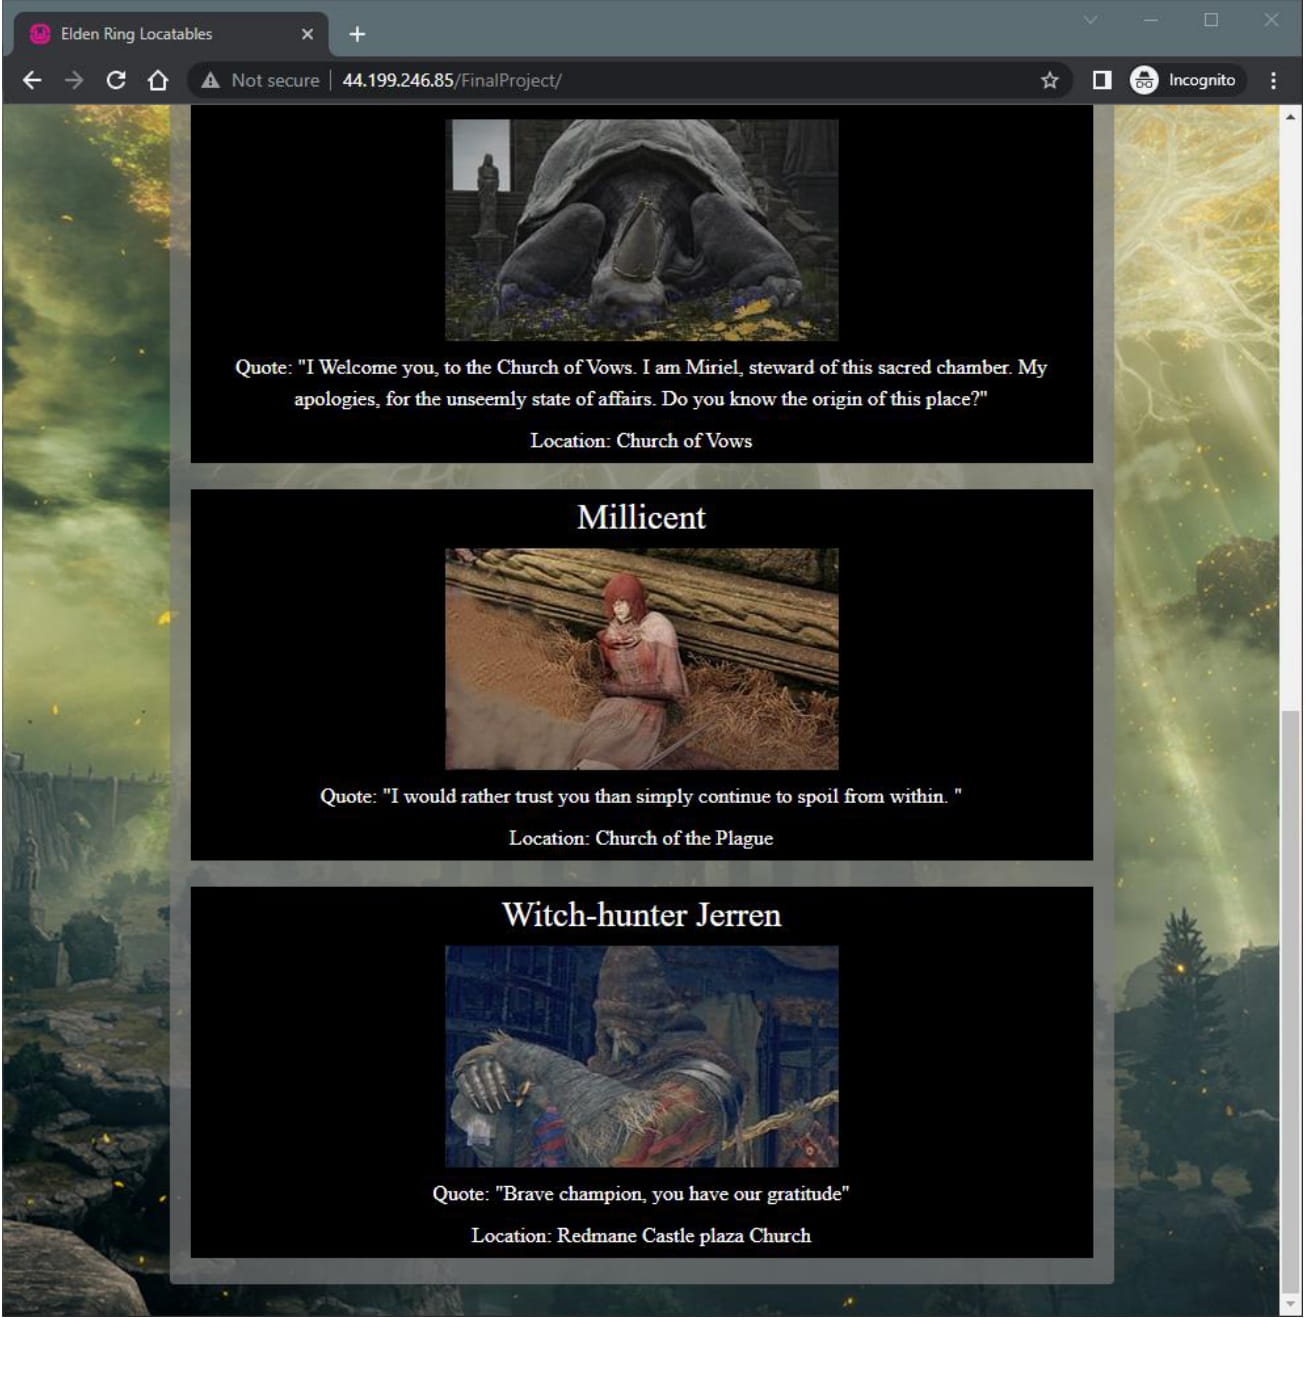 Elden Ring Locatables
Not secure | 44.199.246.85/FinalProject/
Incognito
Quote: "I Welcome you, to the Church of Vows. I am Miriel, steward of this sacred chamber. My
apologies, for the unseemly state of affairs. Do you know the origin of this place?"
Location: Church of Vows
Millicent
Quote: "I would rather trust you than simply continue to spoil from within. "
Location: Church of the Plague
Witch-hunter Jerren
Quote: "Brave champion, you have our gratitude"
Location: Redmane Castle plaza Church